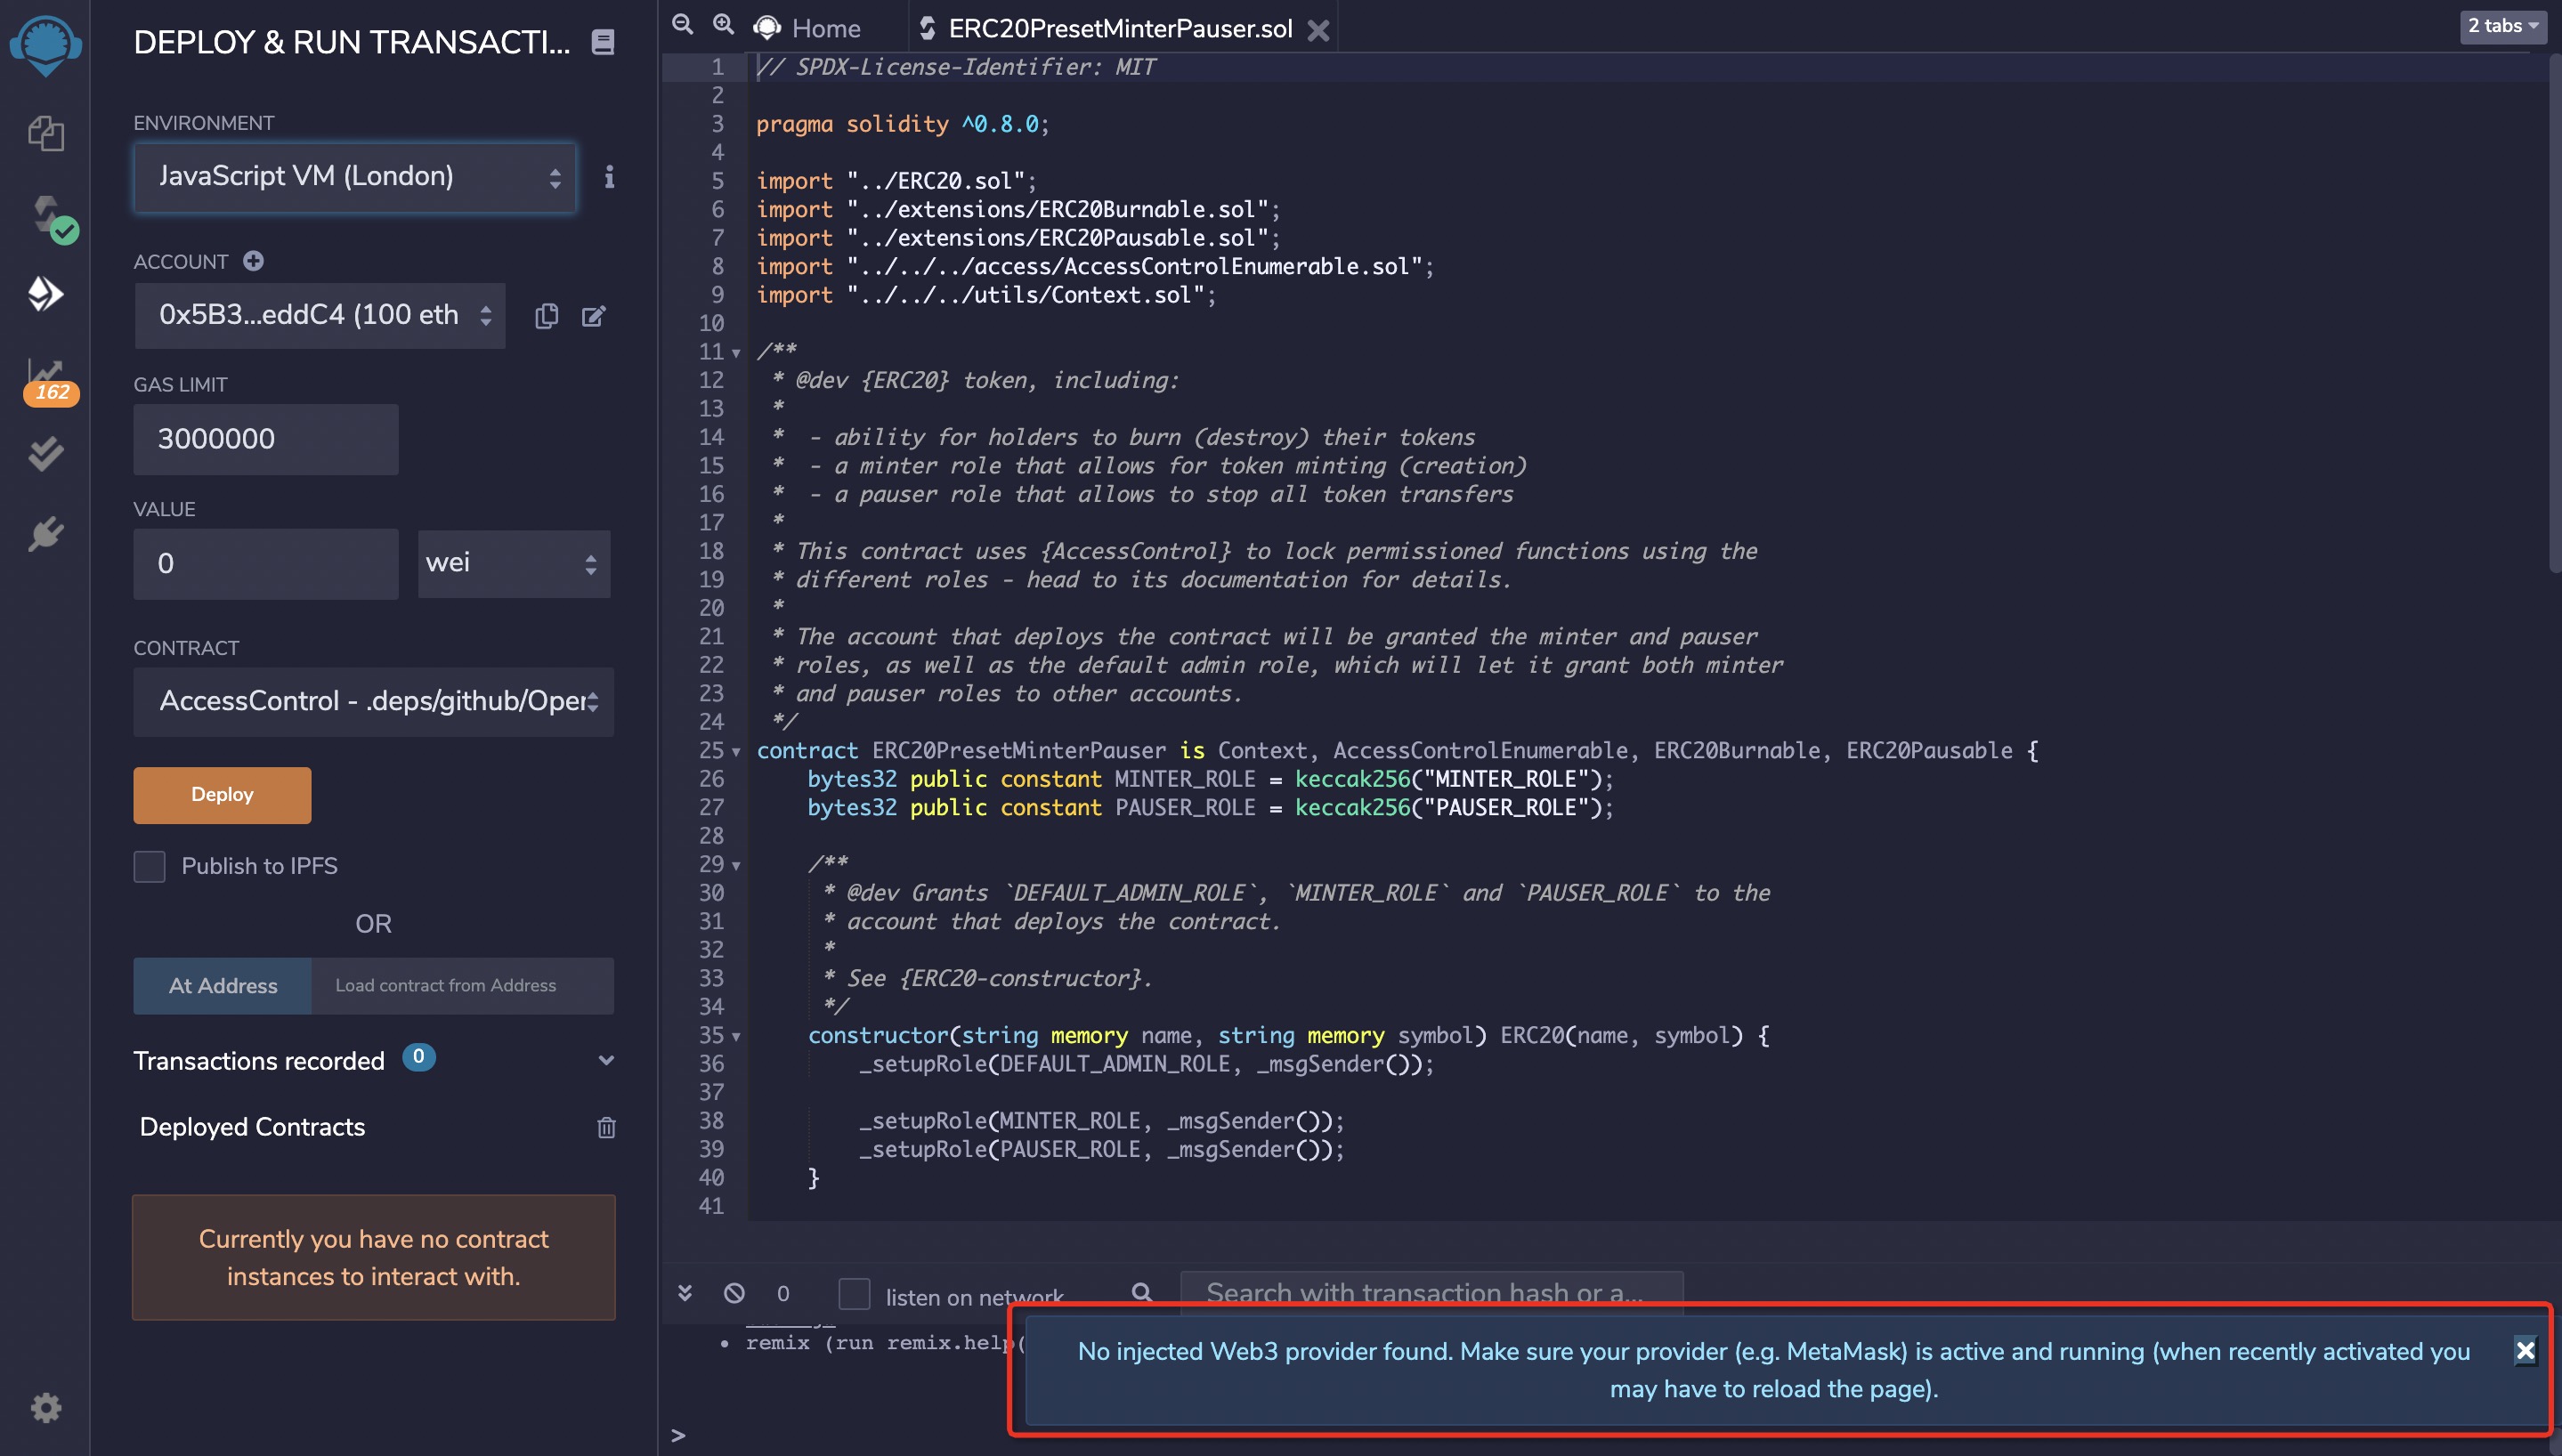 DEPLOY & RUN TRANSACTI...
ENVIRONMENT
JavaScript VM (London)
ACCOUNT
0x5B3...eddC4 (100 eth
162
GAS LIMIT
3000000
VALUE
0
wei
CONTRACT
AccessControl - .deps/github/Oper
Deploy
Publish to IPFS
OR
At Address
Load contract from Address
Transactions recorded 0
Deployed Contracts
Currently you have no contract
instances to interact with.
Home
ERC20PresetMinterPauser.sol
2 tabs
1 // SPDX-License-Identifier: MIT
2
3 pragma solidity ^0.8.0;
4
5 import "../ERC20.sol";
6 import "../extensions/ERC20Burnable.sol";
7 import "../extensions/ERC20Pausable.sol";
8 import "../../../access/AccessControlEnumerable.sol";
9 import "../../../utils/Context.sol";
10
11 /**
12 * @dev {ERC20} token, including:
13 *
14 * - ability for holders to burn (destroy) their tokens
15 * - a minter role that allows for token minting (creation)
16 * - a pauser role that allows to stop all token transfers
17 *
18 * This contract uses {AccessControl} to lock permissioned functions using the
19 * different roles - head to its documentation for details.
20 *
21 * The account that deploys the contract will be granted the minter and pauser
22 * roles, as well as the default admin role, which will let it grant both minter
23 * and pauser roles to other accounts.
24 */
25 contract ERC20PresetMinterPauser is Context, AccessControlEnumerable, ERC20Burnable, ERC20Pausable {
26 bytes32 public constant MINTER_ROLE = keccak256("MINTER_ROLE");
27 bytes32 public constant PAUSER_ROLE = keccak256("PAUSER_ROLE");
28
29 /**
30 * @dev Grants `DEFAULT_ADMIN_ROLE`, `MINTER_ROLE` and `PAUSER_ROLE` to the
31 * account that deploys the contract.
32 *
33 * See {ERC20-constructor}.
34 */
35 constructor(string memory name, string memory symbol) ERC20(name, symbol) {
36 _setupRole(DEFAULT_ADMIN_ROLE, _msgSender());
37
38 _setupRole(MINTER_ROLE, _msgSender());
39 _setupRole(PAUSER_ROLE, _msgSender());
40 }
41
0
listen on network
Search with transaction hash or a...
• remix (run remix.help(
No injected Web3 provider found. Make sure your provider (e.g. MetaMask) is active and running (when recently activated you
may have to reload the page).
>